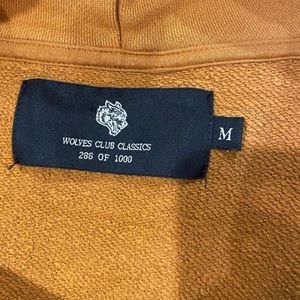 WOLVES CLUB CLASSICS
286 OF 1000
M